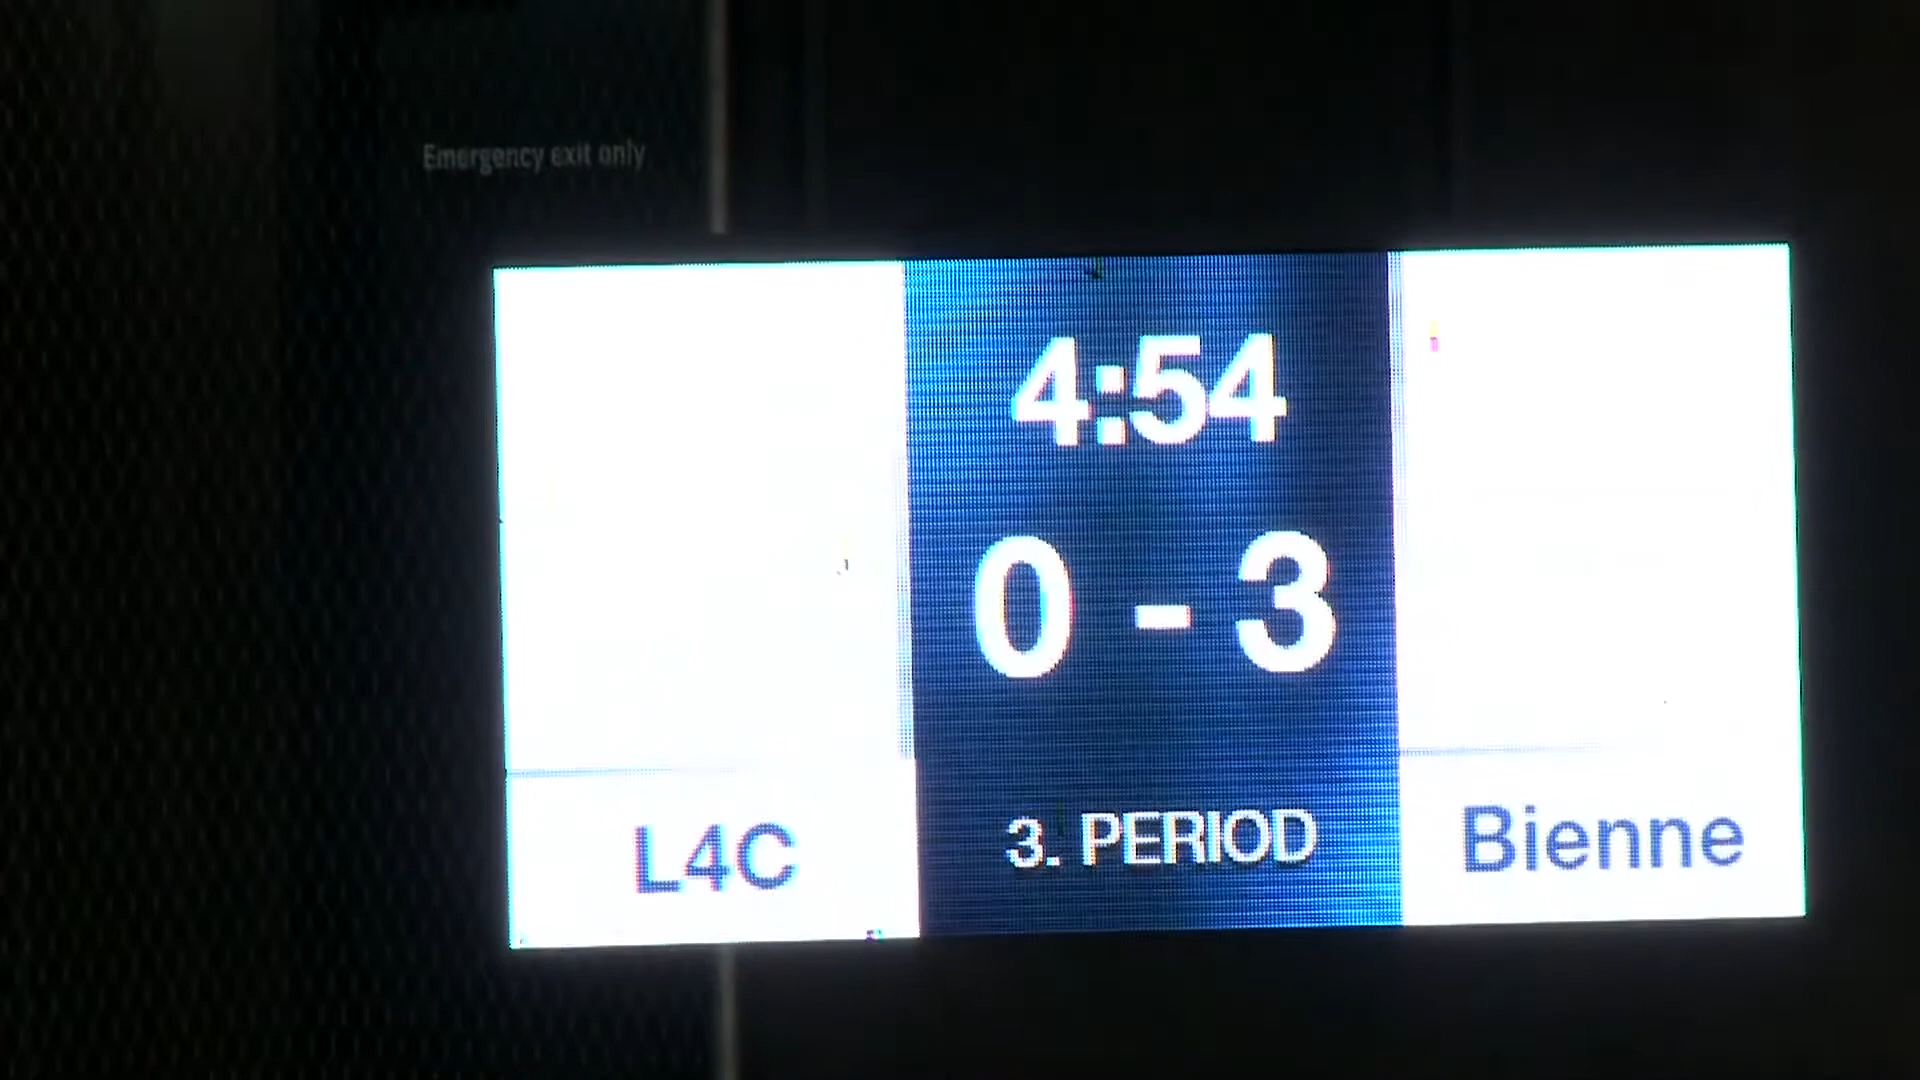 Emergency exit only
4:54
0 - 3
L4C
3. PERIOD
Bienne